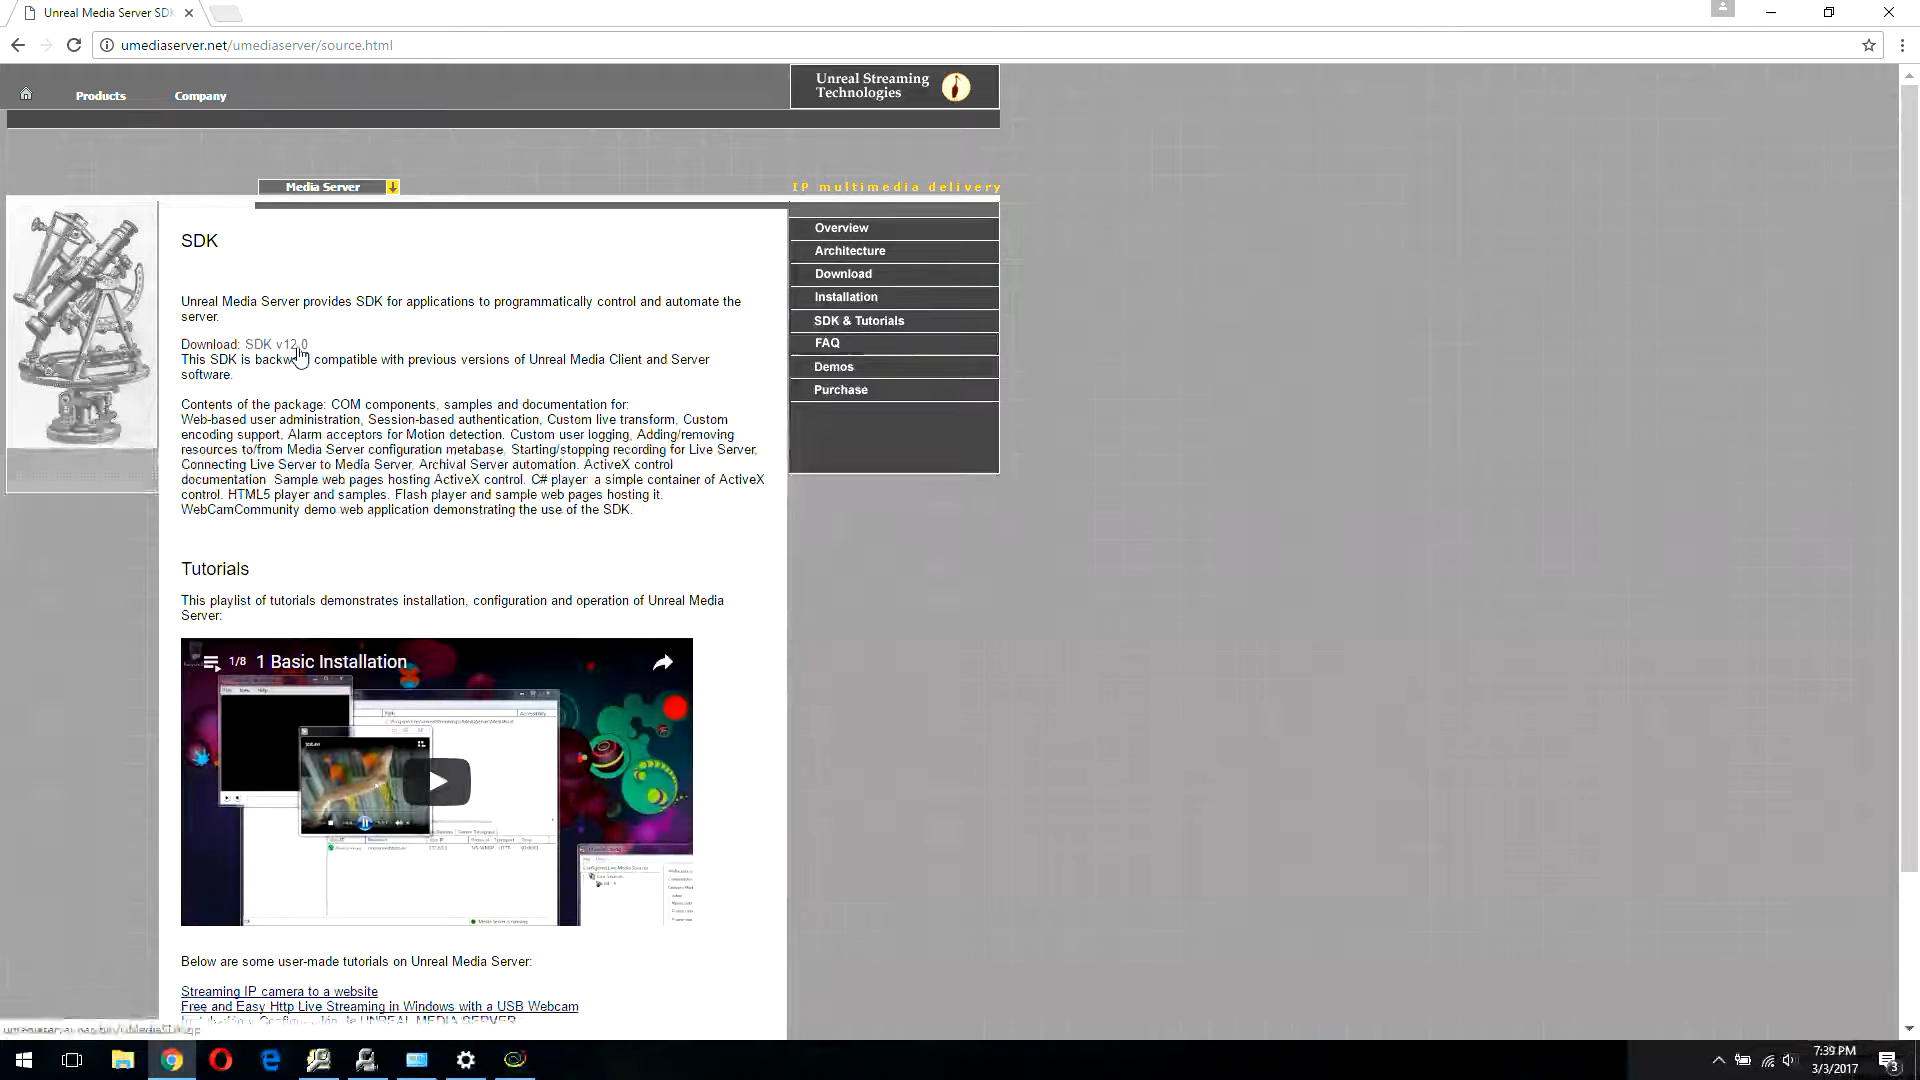 Unreal Media Server SD
umediaserver.net/umediaserver/source.html
Products
Company
Unreal Streaming
Technologies
Media Server
IP multimedia delivery
SDK
Unreal Media Server provides SDK for applications to programmatically control and automate the
server.
Download: SDK v12.0
This SDK is backw compatible with previous versions of Unreal Media Client and Server
software.
Contents of the package: COM components, samples and documentation for:
Web-based user administration, Session-based authentication, Custom live transform, Custom
encoding support, Alarm acceptors for Motion detection, Custom user logging, Adding/removing
resources to/from Media Server configuration metabase, Starting/stopping recording for Live Server,
Connecting Live Server to Media Server, Archival Server automation. ActiveX control
documentation Sample web pages hosting ActiveX control. C# player: a simple container of ActiveX
control. HTML5 player and samples. Flash player and sample web pages hosting it.
WebCamCommunity demo web application demonstrating the use of the SDK.
Overview
Architecture
Download
Installation
SDK & Tutorials
FAQ
Demos
Purchase
Tutorials
This playlist of tutorials demonstrates installation, configuration and operation of Unreal Media
Server:
1/8 1 Basic Installation
Below are some user-made tutorials on Unreal Media Server:
Streaming IP camera to a website
Free and Easy Http Live Streaming in Windows with a USB Webcam
UNREAL MEDIA SERVER
7:39 PM
3/3/2017
3